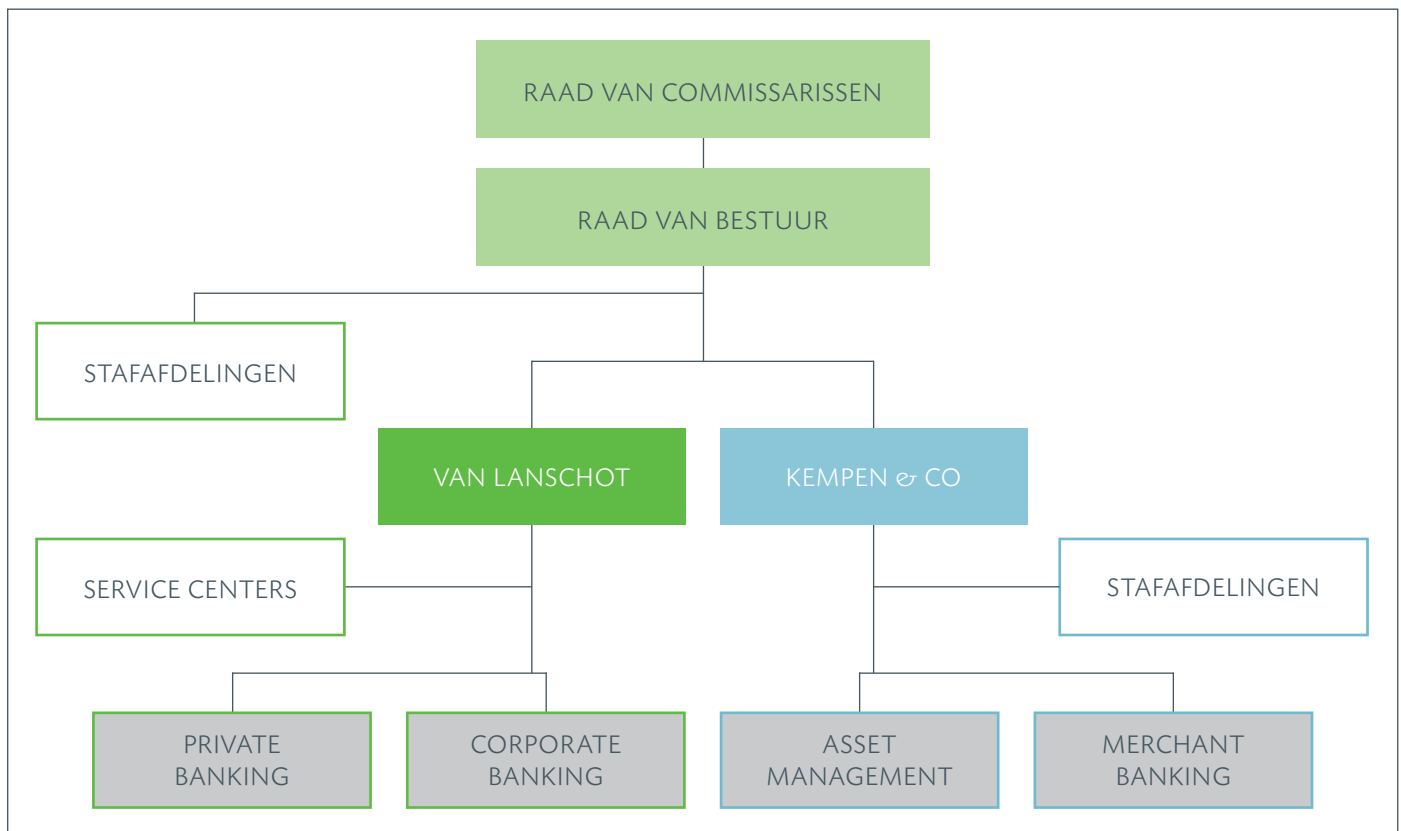 RAAD VAN COMMISSARISSEN
RAAD VAN BESTUUR
STAFAFDELINGEN
VAN LANSCHOT
KEMPEN & CO
SERVICE CENTERS
STAFAFDELINGEN
PRIVATE
BANKING
CORPORATE
BANKING
ASSET
MANAGEMENT
MERCHANT
BANKING